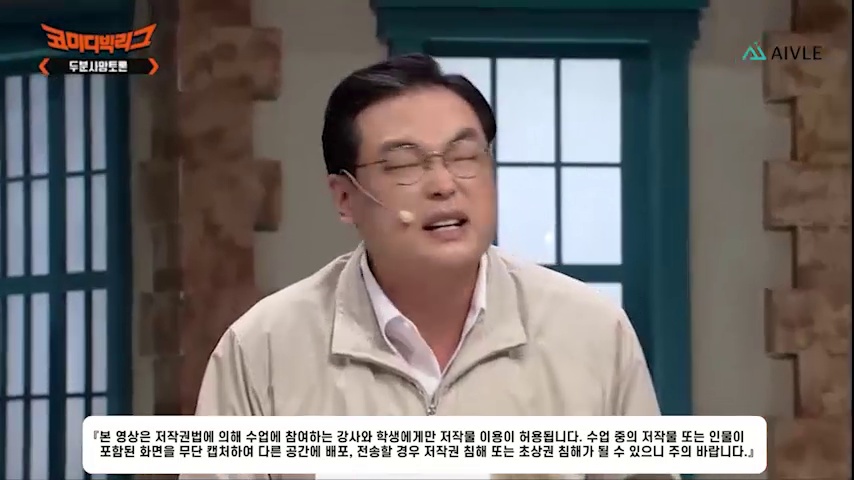 코미디빅리그
두분사망토론
AIVLE
『본 영상은 저작권법에 의해 수업에 참여하는 강사와 학생에게만 저작물 이용이 허용됩니다. 수업 중의 저작물 또는 인물이
포함된 화면을 무단 캡처하여 다른 공간에 배포, 전송할 경우 저작권 침해 또는 초상권 침해가 될 수 있으니 주의 바랍니다.』